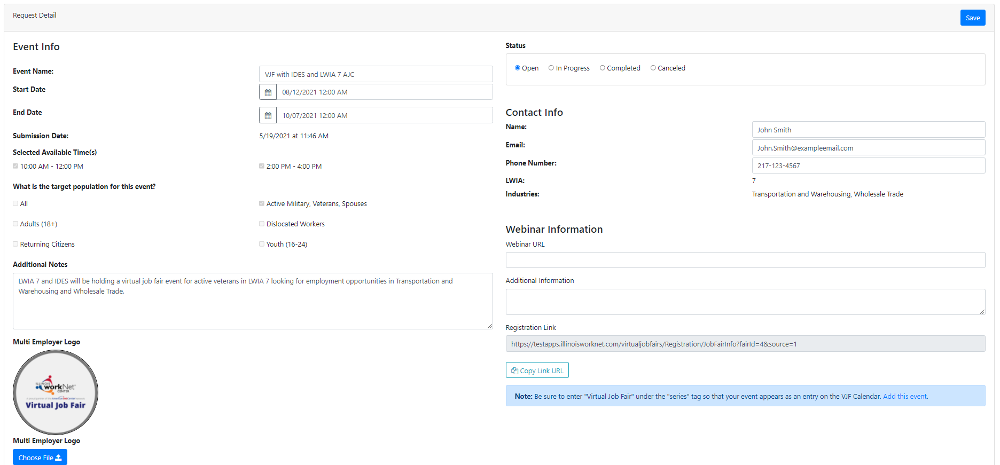 Request Detail
Save
Event Info
Event Name:
VJF with IDES and LWIA 7 AJC
Start Date
08/12/2021 12:00 AM
End Date
10/07/2021 12:00 AM
Submission Date:
5/19/2021 at 11:46 AM
Selected Available Time(s)
10:00 AM - 12:00 PM
2:00 PM - 4:00 PM
What is the target population for this event?
All
Active Military, Veterans, Spouses
Adults (18+)
Dislocated Workers
Returning Citizens
Youth (16-24)
Additional Notes
LWIA 7 and IDES will be holding a virtual job fair event for active veterans in LWIA 7 looking for employment opportunities in Transportation and
Warehousing and Wholesale Trade.
Multi Employer Logo
ILLINOIS
workNet
CENTER
A proud partner of the AmericanJobCenter network
Virtual Job Fair
Multi Employer Logo
Choose File
Status
Open
In Progress
Completed
Canceled
Contact Info
Name:
John Smith
Email:
John.Smith@exampleemail.com
Phone Number:
217-123-4567
LWIA:
7
Industries:
Transportation and Warehousing, Wholesale Trade
Webinar Information
Webinar URL
Additional Information
Registration Link
https://testapps.illinoisworknet.com/virtualjobfairs/Registration/JobFairInfo?fairId=4&source=1
Copy Link URL
Note: Be sure to enter "Virtual Job Fair" under the "series" tag so that your event appears as an entry on the VJF Calendar. Add this event.